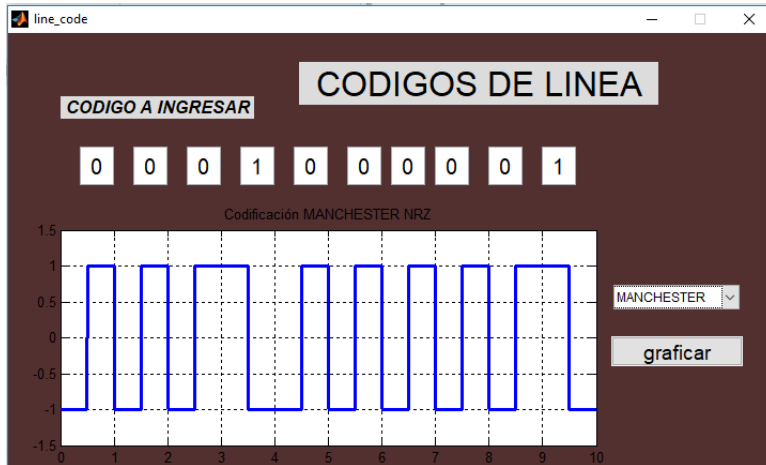 line_code
CODIGOS DE LINEA
CODIGO A INGRESAR
0 0 0 1 0 0 0 0 0 1
Codificación MANCHESTER NRZ
1.5
1
0.5
0
-0.5
-1
-1.5
0 1 2 3 4 5 6 7 8 9 10
MANCHESTER
graficar